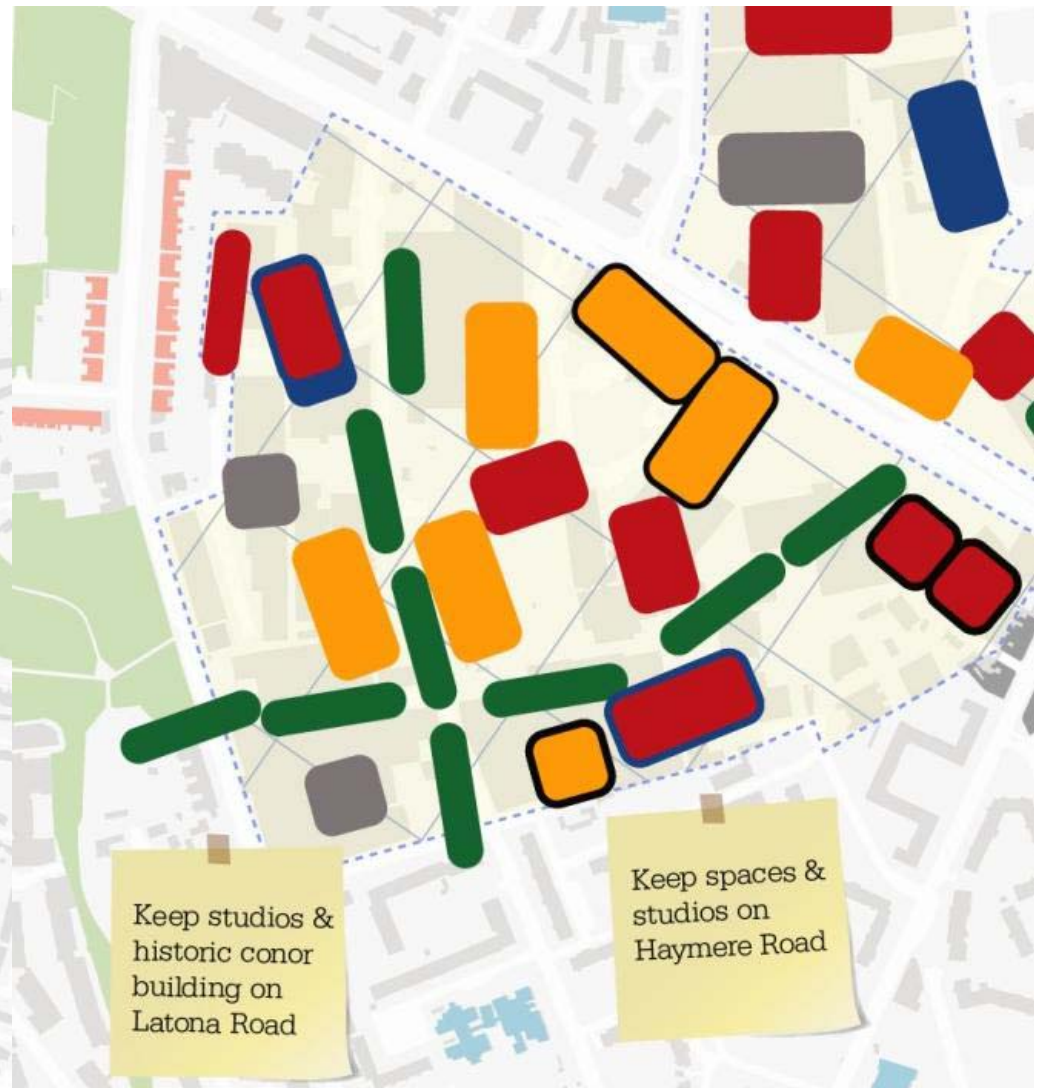 Keep studios &
historic conor
building on
Latona Road
Keep spaces &
studios on
Haymere Road